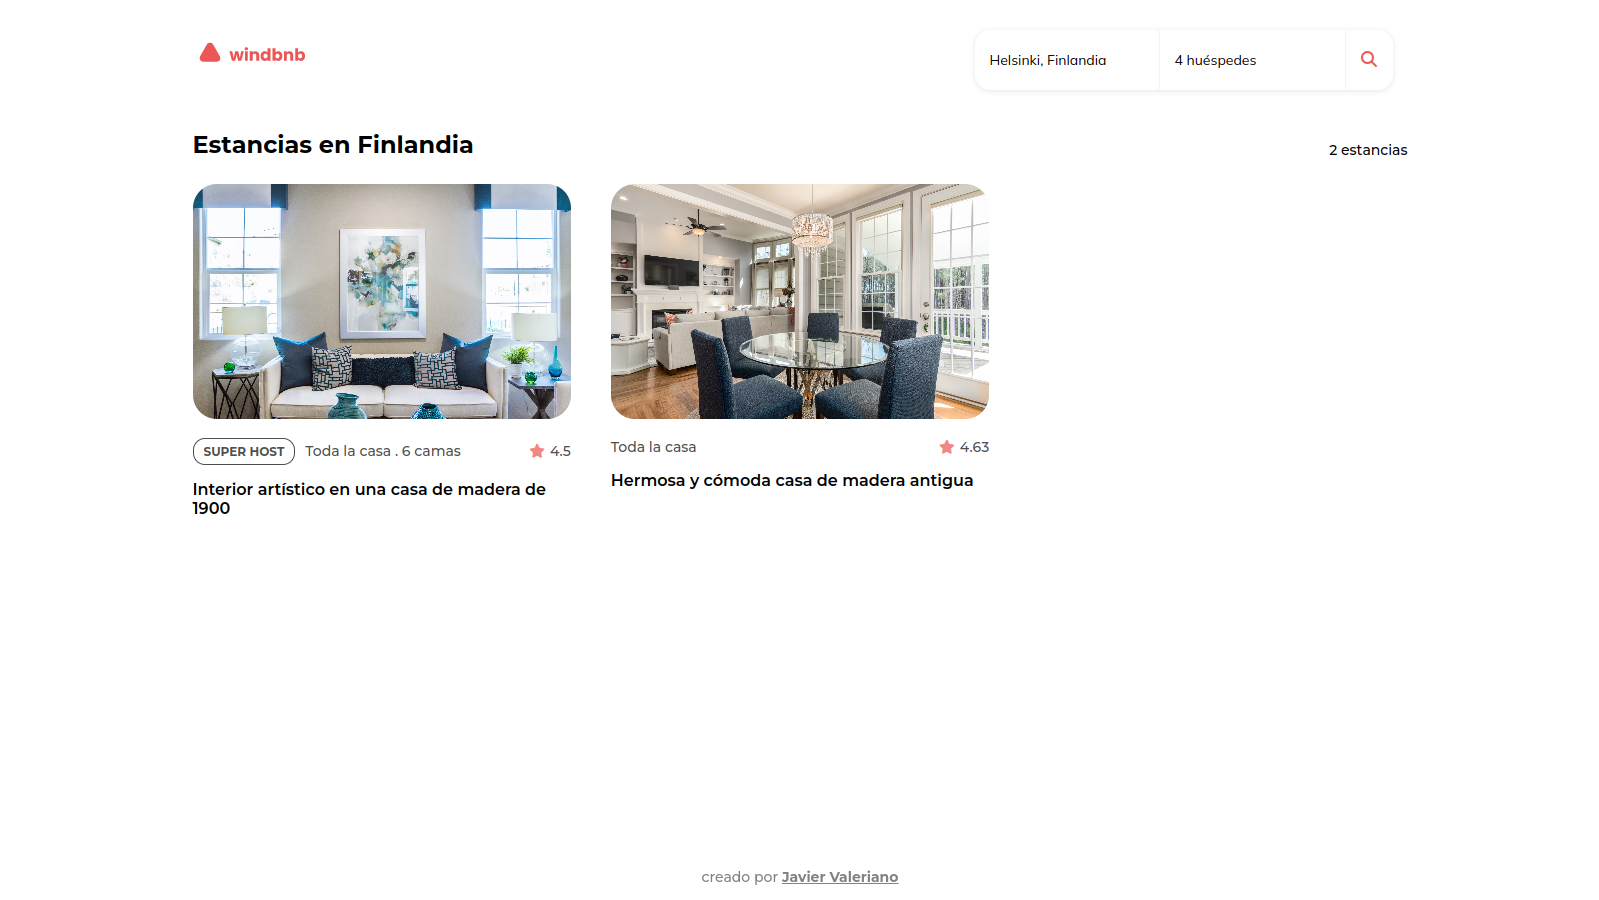 windbnb
Helsinki, Finlandia
4 huéspedes
Estancias en Finlandia
2 estancias
SUPER HOST
Toda la casa . 6 camas
4.5
Interior artístico en una casa de madera de
1900
Toda la casa
4.63
Hermosa y cómoda casa de madera antigua
creado por Javier Valeriano